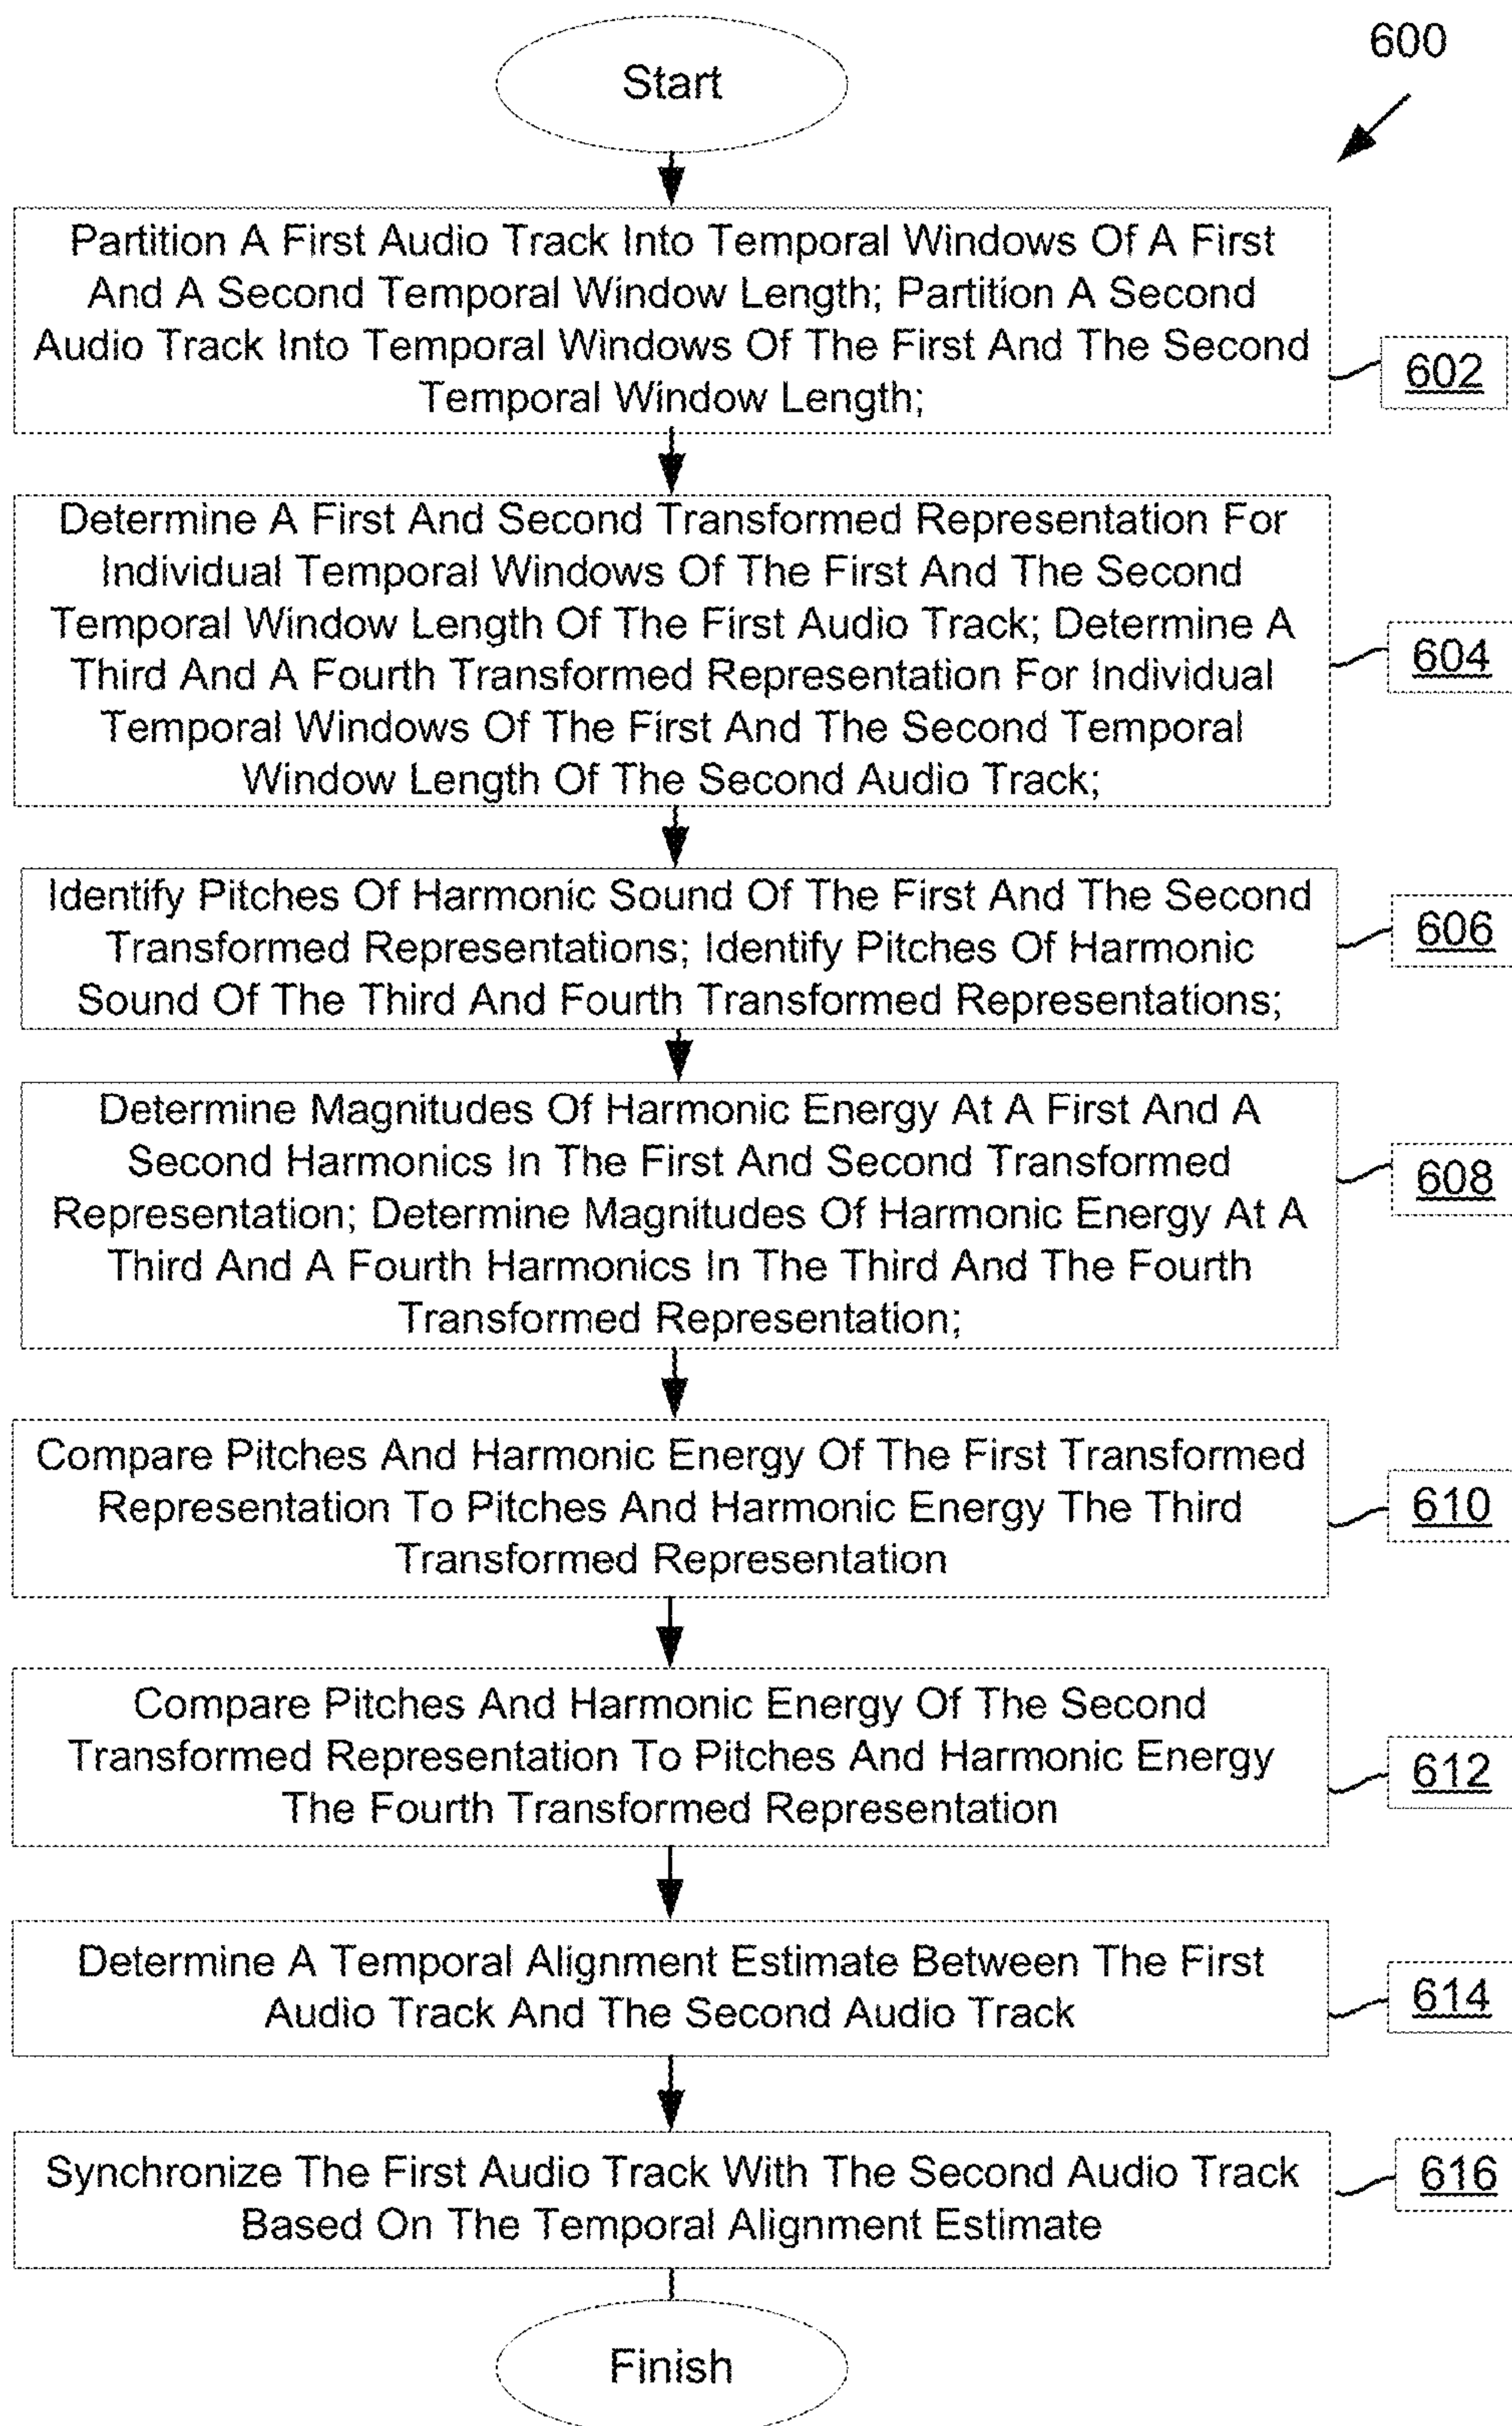 600
Start
Partition A First Audio Track Into Temporal Windows Of A First
And A Second Temporal Window Length; Partition A Second
Audio Track Into Temporal Windows Of The First And The Second
Temporal Window Length;
602
Determine A First And Second Transformed Representation For
Individual Temporal Windows Of The First And The Second
Temporal Window Length Of The First Audio Track; Determine A
Third And A Fourth Transformed Representation For Individual
Temporal Windows Of The First And The Second Temporal
Window Length Of The Second Audio Track;
604
Identify Pitches Of Harmonic Sound Of The First And The Second
Transformed Representations; Identify Pitches Of Harmonic
Sound Of The Third And Fourth Transformed Representations;
606
Determine Magnitudes Of Harmonic Energy At A First And A
Second Harmonics In The First And Second Transformed
Representation; Determine Magnitudes Of Harmonic Energy At A
Third And A Fourth Harmonics In The Third And The Fourth
Transformed Representation;
608
Compare Pitches And Harmonic Energy Of The First Transformed
Representation To Pitches And Harmonic Energy The Third
Transformed Representation
610
Compare Pitches And Harmonic Energy Of The Second
Transformed Representation To Pitches And Harmonic Energy
The Fourth Transformed Representation
612
Determine A Temporal Alignment Estimate Between The First
Audio Track And The Second Audio Track
614
Synchronize The First Audio Track With The Second Audio Track
Based On The Temporal Alignment Estimate
616
Finish